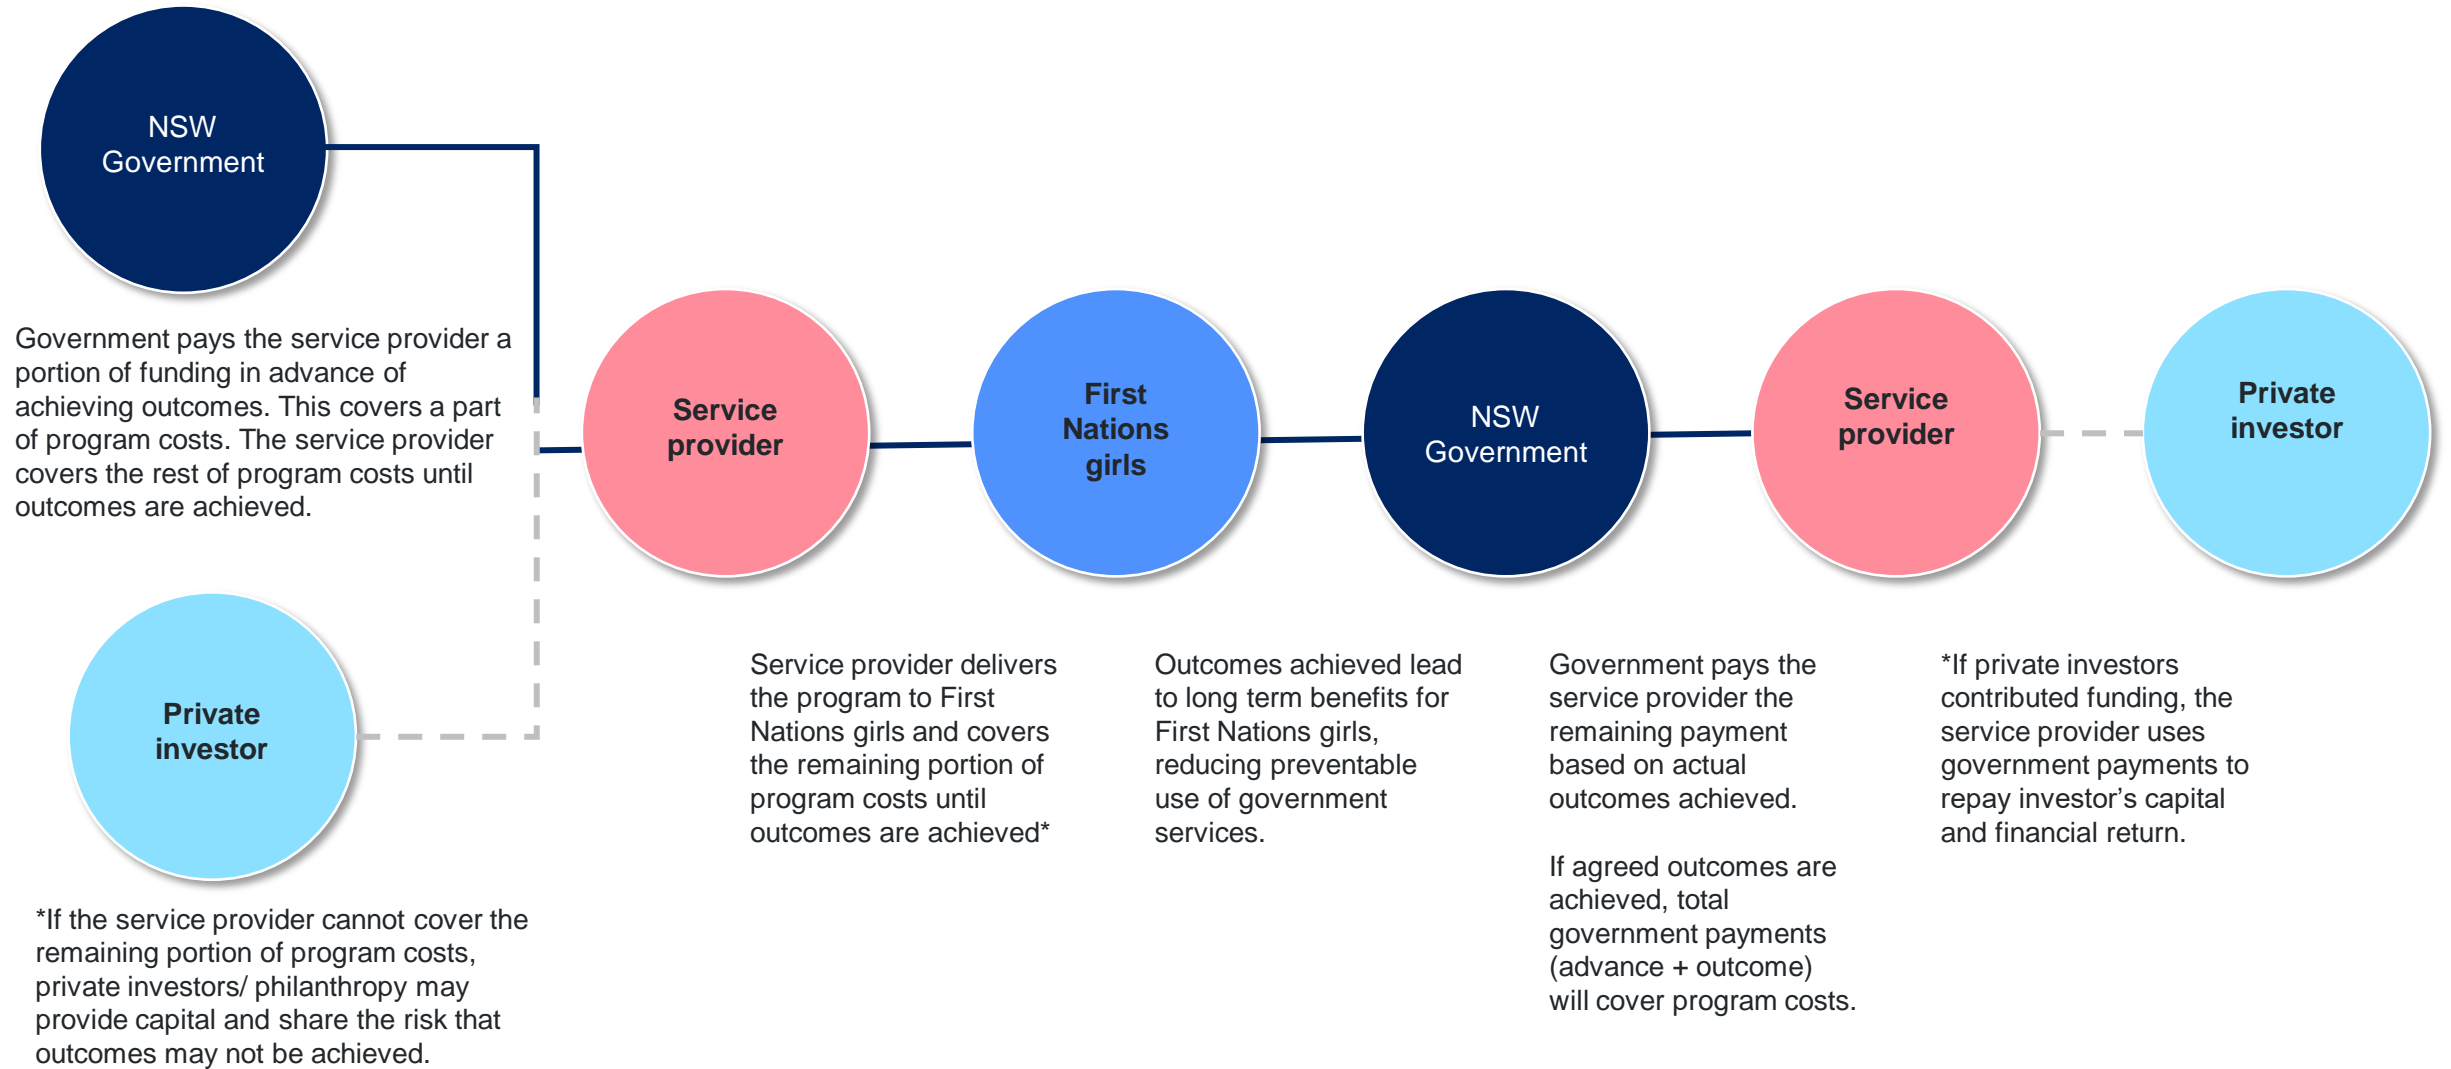 NSW
Government
Government pays the service provider a
portion of funding in advance of
achieving outcomes. This covers a part
of program costs. The service provider
covers the rest of program costs until
outcomes are achieved.
Private
investor
*If the service provider cannot cover the
remaining portion of program costs,
private investors/ philanthropy may
provide capital and share the risk that
outcomes may not be achieved.
Service
provider
Service provider delivers
the program to First
Nations girls and covers
the remaining portion of
program costs until
outcomes are achieved*
First
Nations
girls
Outcomes achieved lead
to long term benefits for
First Nations girls,
reducing preventable
use of government
services.
NSW
Government
Government pays the
service provider the
remaining payment
based on actual
outcomes achieved.
If agreed outcomes are
achieved, total
government payments
(advance + outcome)
will cover program costs.
Service
provider
*If private investors
contributed funding, the
service provider uses
government payments to
repay investor’s capital
and financial return.
Private
investor